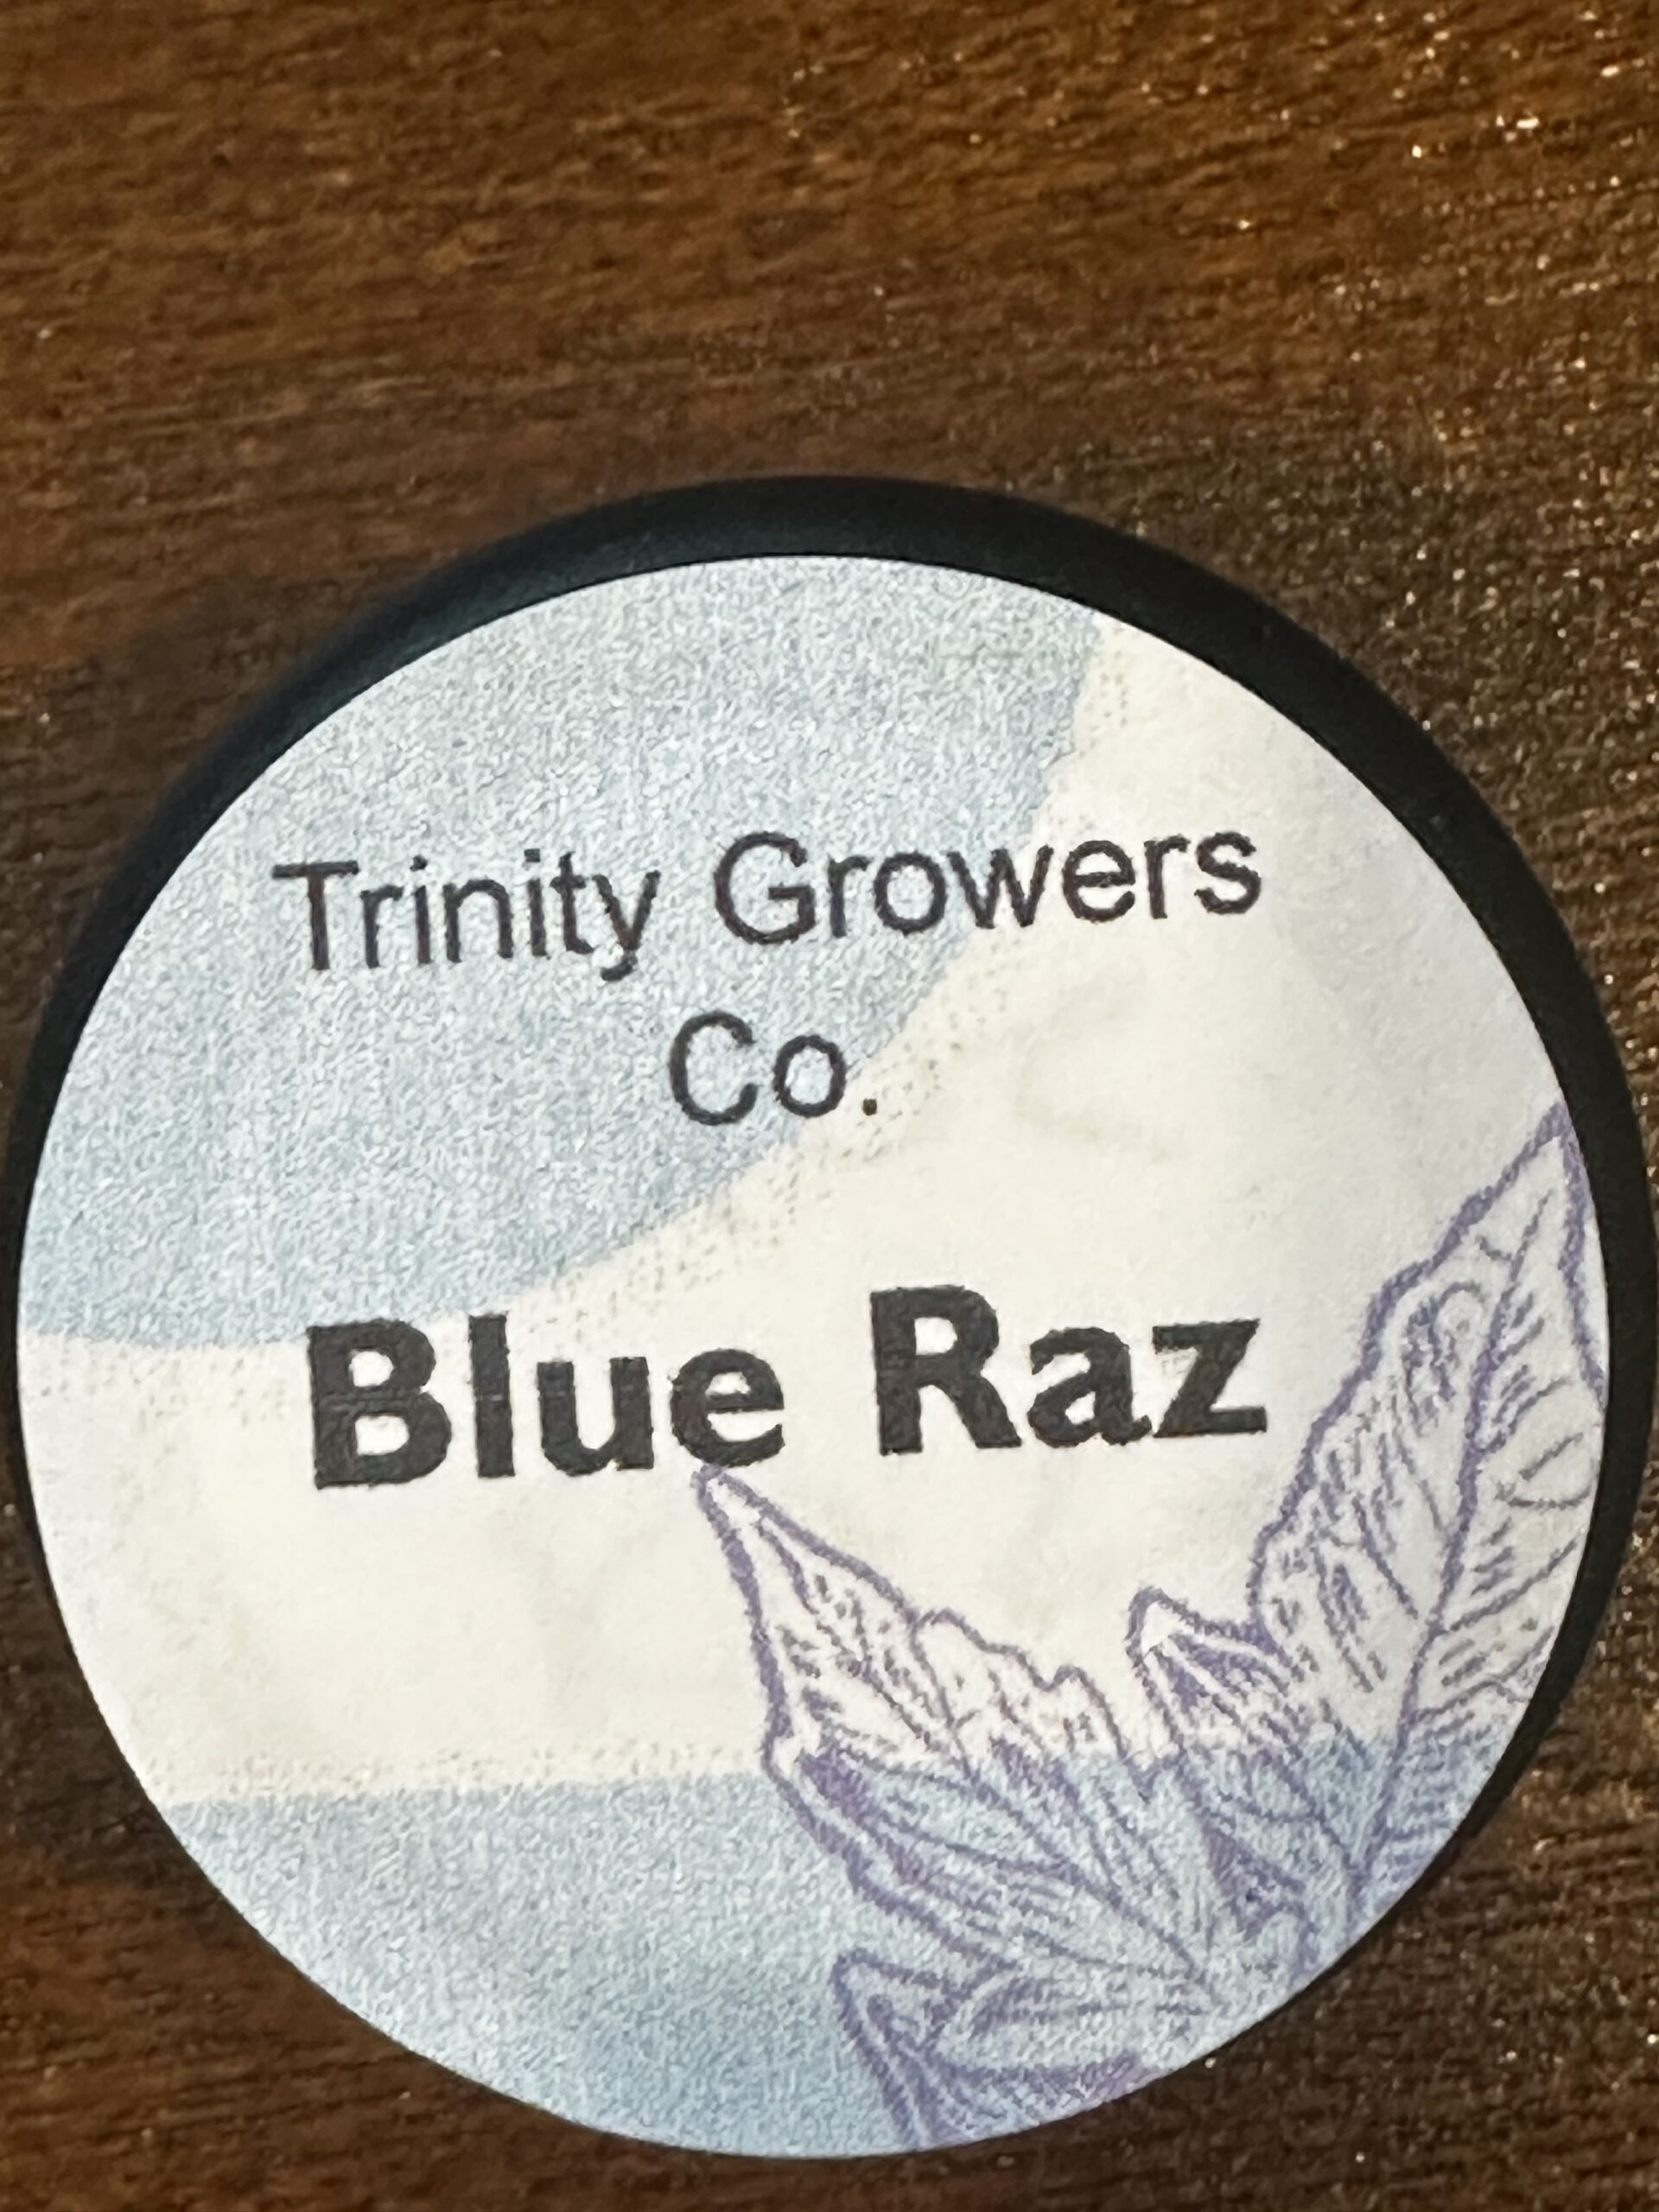 Trinity Growers
Co.
Blue Raz